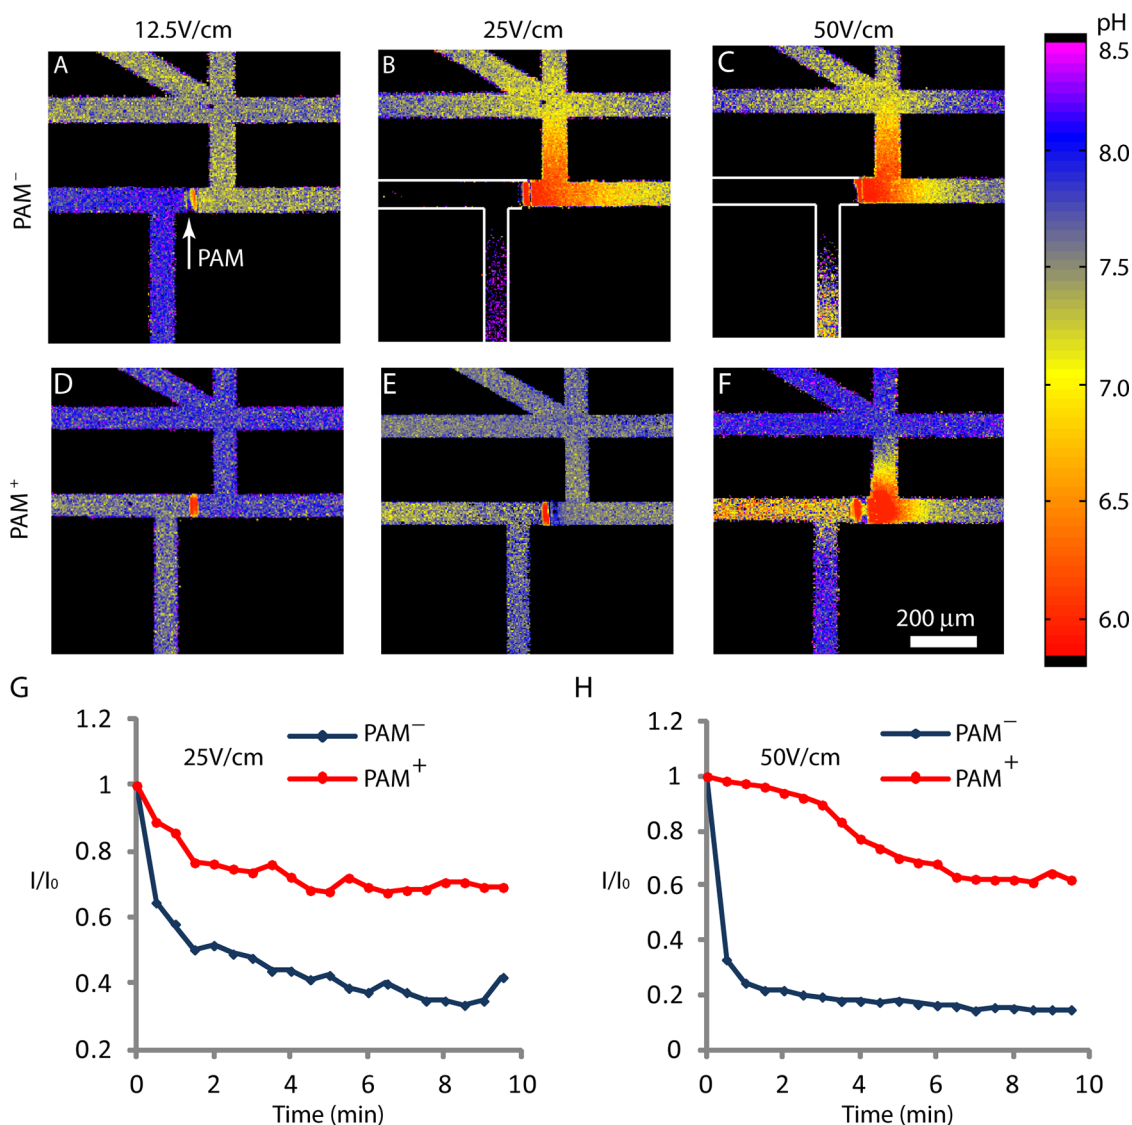 12.5V/cm 25V/cm 50V/cm pH
A B C
8.5
8.0
7.5
7.0
6.5
6.0
PAM⁻
PAM
D E F
PAM⁺
200 μm
G
1.2
1
0.8
0.6
0.4
0.2
I/I₀
25V/cm
PAM⁻
PAM⁺
0 2 4 6 8 10
Time (min)
H
1.2
1
0.8
0.6
0.4
0.2
0
I/I₀
50V/cm
PAM⁻
PAM⁺
0 2 4 6 8 10
Time (min)